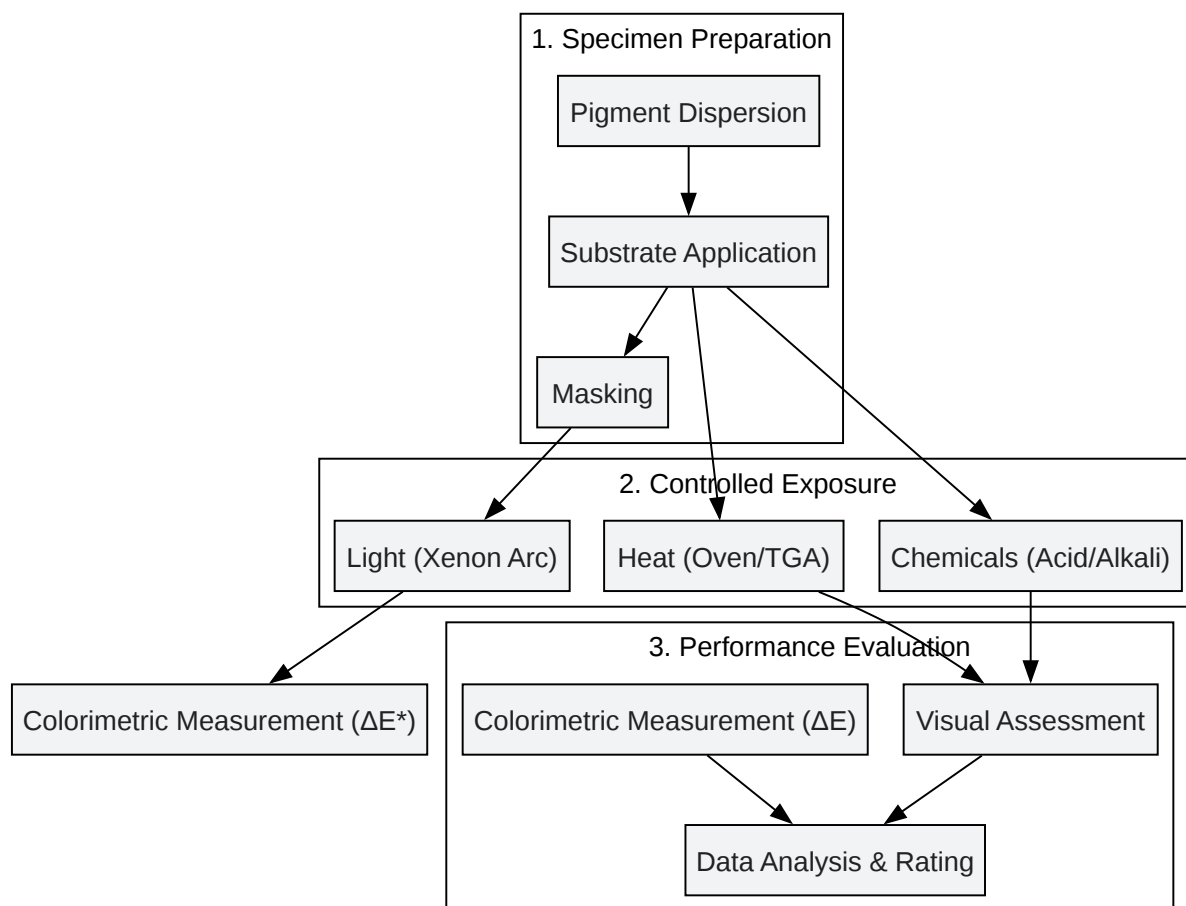 1. Specimen Preparation
Pigment Dispersion
Substrate Application
Masking
2. Controlled Exposure
Light (Xenon Arc)
Heat (Oven/TGA)
Chemicals (Acid/Alkali)
3. Performance Evaluation
Colorimetric Measurement (ΔE*)
Colorimetric Measurement (ΔE)
Visual Assessment
Data Analysis & Rating